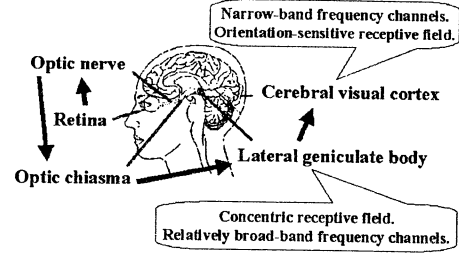 Narrow-band frequency channels.
Orientation-sensitive receptive field.
Optic nerve
Cerebral visual cortex
Retina
Lateral geniculate body
Optic chiasma
Concentric receptive field.
Relatively broad-band frequency channels.